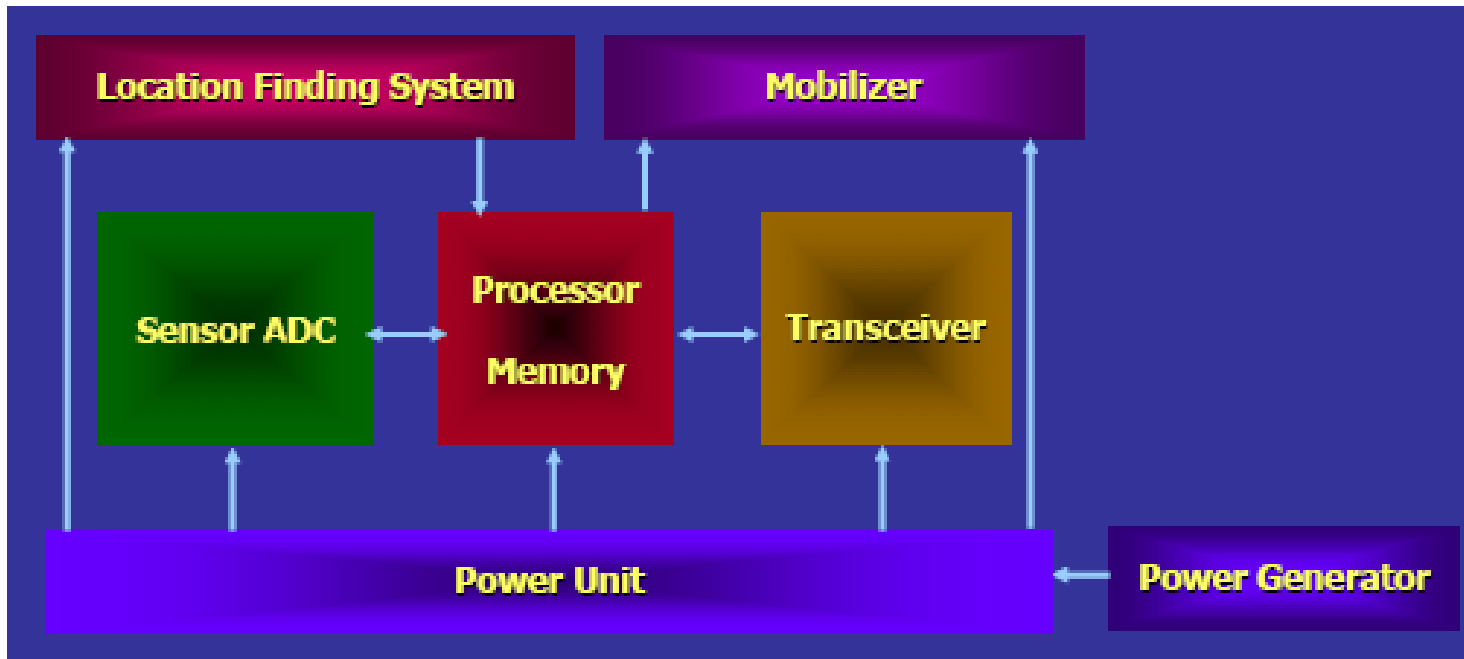 Location Finding System
Mobilizer
Sensor ADC
Processor
Memory
Transceiver
Power Unit
Power Generator